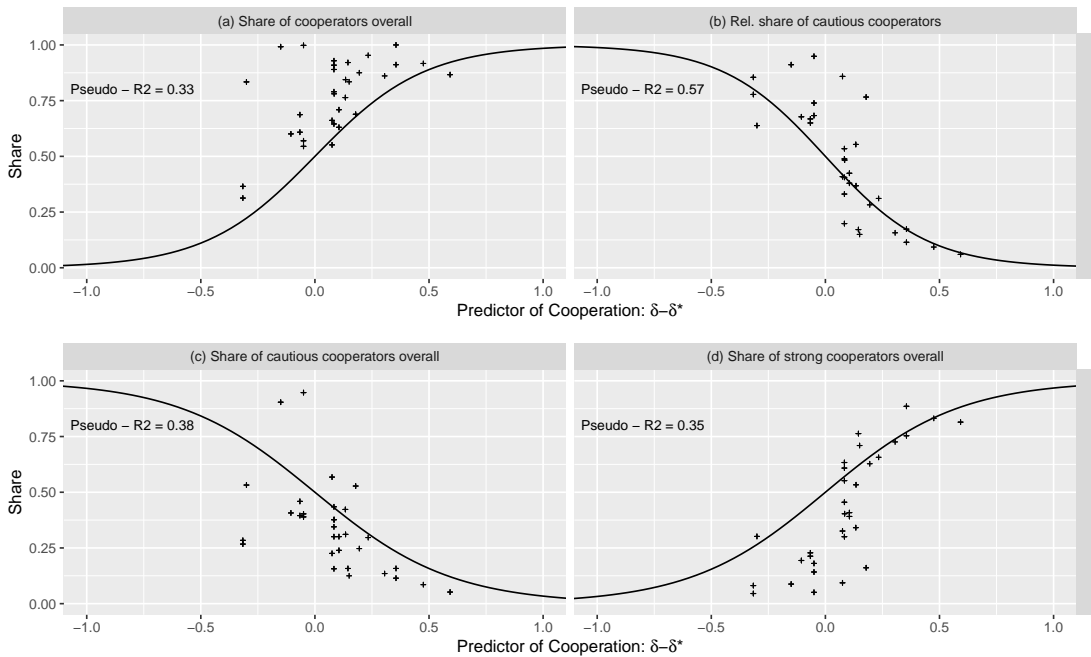 (a) Share of cooperators overall
(b) Rel. share of cautious cooperators
1.00
0.75
0.50
0.25
0.00
Share
Pseudo − R2 = 0.33
Pseudo − R2 = 0.57
−1.0 −0.5 0.0 0.5 1.0
−1.0 −0.5 0.0 0.5 1.0
Predictor of Cooperation: δ−δ*
(c) Share of cautious cooperators overall
(d) Share of strong cooperators overall
1.00
0.75
0.50
0.25
0.00
Share
Pseudo − R2 = 0.38
Pseudo − R2 = 0.35
−1.0 −0.5 0.0 0.5 1.0
−1.0 −0.5 0.0 0.5 1.0
Predictor of Cooperation: δ−δ*